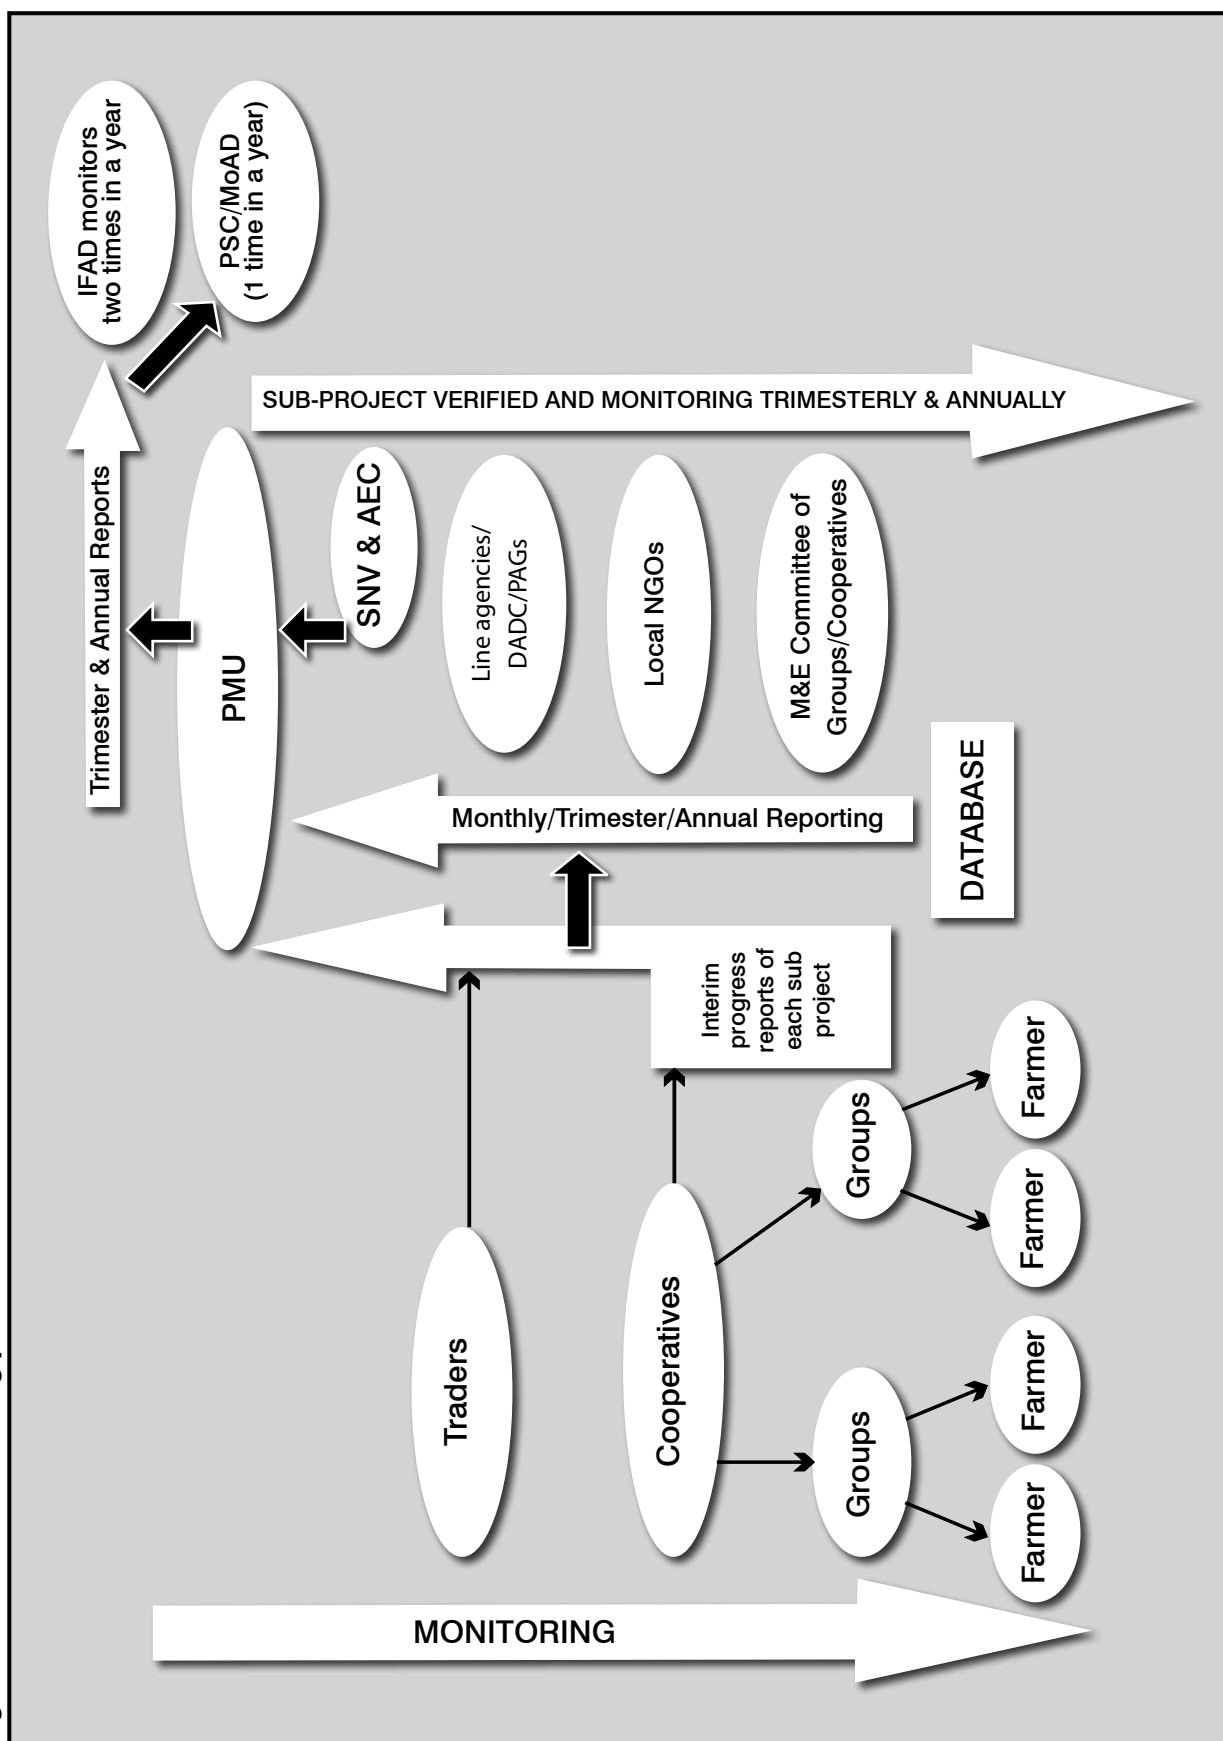 Trimester & Annual Reports
IFAD monitors
two times in a year
PSC/MoAD
(1 time in a year)
PMU
SUB-PROJECT VERIFIED AND MONITORING TRIMESTERLY & ANNUALLY
SNV & AEC
Line agencies/
DADC/PAGs
Local NGOs
M&E Committee of
Groups/Cooperatives
Monthly/Trimester/Annual Reporting
DATABASE
Interim
progress
reports of
each sub
project
Traders
Cooperatives
Groups
Groups
Farmer
Farmer
Farmer
Farmer
MONITORING